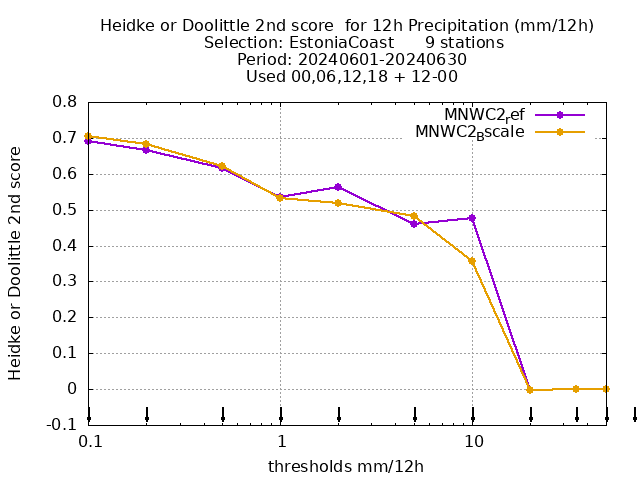 Heidke or Doolittle 2nd score  for 12h Precipitation (mm/12h)
Selection: EstoniaCoast      9 stations
Period: 20240601-20240630
Used 00,06,12,18 + 12-00
MNWC2ref
MNWC2Bscale
0.8
0.7
0.6
0.5
0.4
0.3
0.2
0.1
0
-0.1
Heidke or Doolittle 2nd score
0.1
1
10
thresholds mm/12h